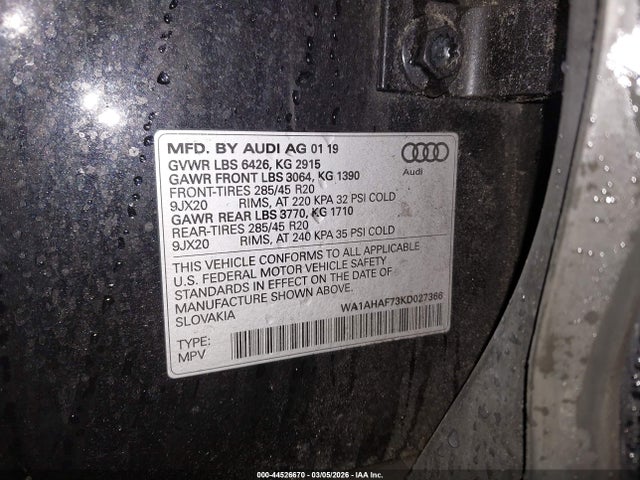 MFD. BY AUDI AG 01 19
GVWR LBS 6426, KG 2915
GAWR FRONT LBS 3064, KG 1390
FRONT-TIRES 285/45 R20
9JX20 RIMS, AT 220 KPA 32 PSI COLD
GAWR REAR LBS 3770, KG 1710
REAR-TIRES 285/45 R20
9JX20 RIMS, AT 240 KPA 35 PSI COLD
Audi
THIS VEHICLE CONFORMS TO ALL APPLICABLE
U.S. FEDERAL MOTOR VEHICLE SAFETY
STANDARDS IN EFFECT ON THE DATE OF
MANUFACTURE SHOWN ABOVE.
SLOVAKIA
WA1AHAF73KD027366
TYPE:
MPV
000-44526670 - 03/05/2026 - IAA Inc.